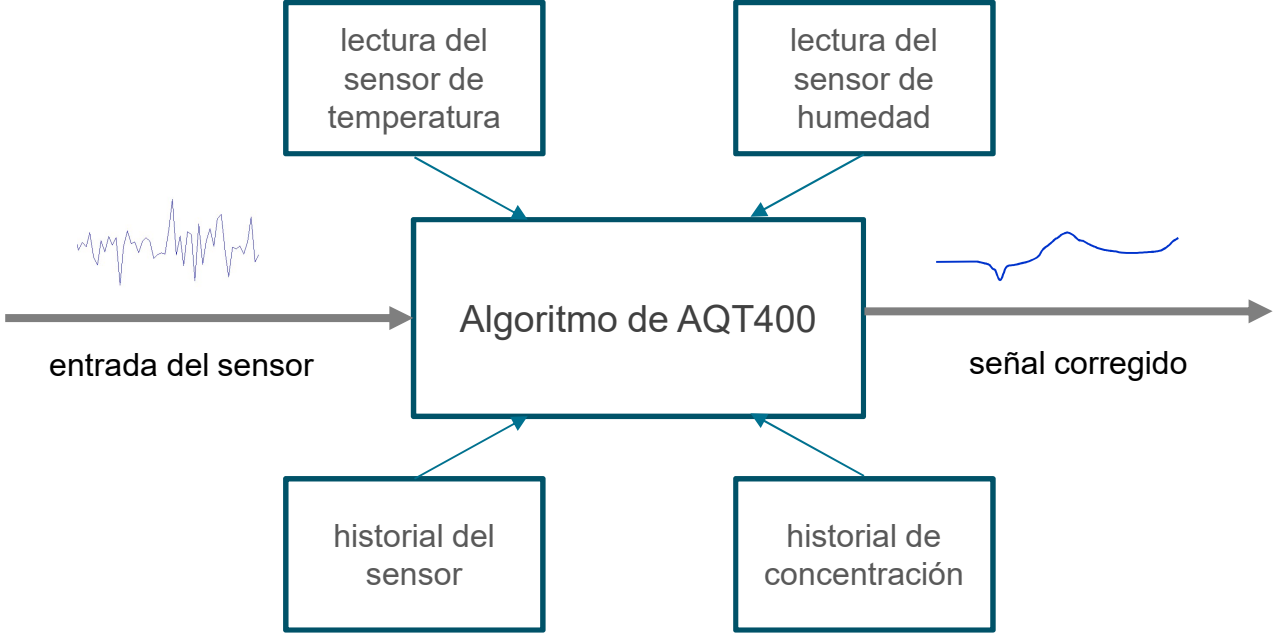 lectura del
sensor de
temperatura
lectura del
sensor de
humedad
entrada del sensor
Algoritmo de AQT400
señal corregido
historial del
sensor
historial de
concentración